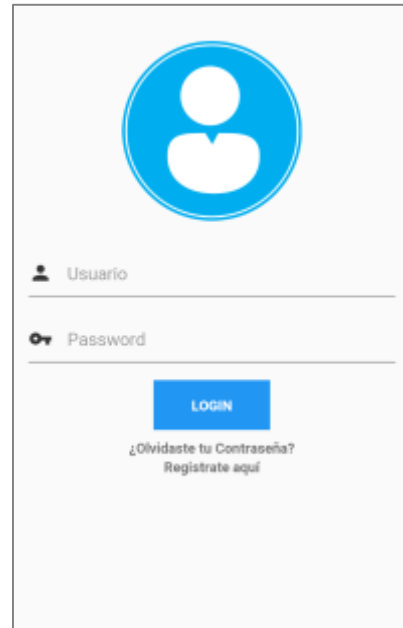 Usuario
Password
LOGIN
¿Olvidaste tu Contraseña?
Registrate aquí